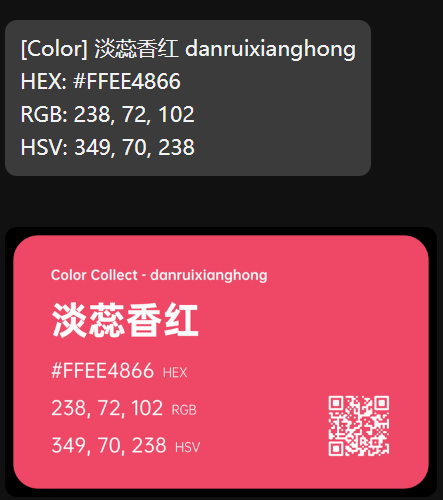 [Color] 淡蕊香红 danruixianghong
HEX: #FFEE4866
RGB: 238, 72, 102
HSV: 349, 70, 238
Color Collect - danruixianghong
淡蕊香红
#FFEE4866 HEX
238, 72, 102 RGB
349, 70, 238 HSV